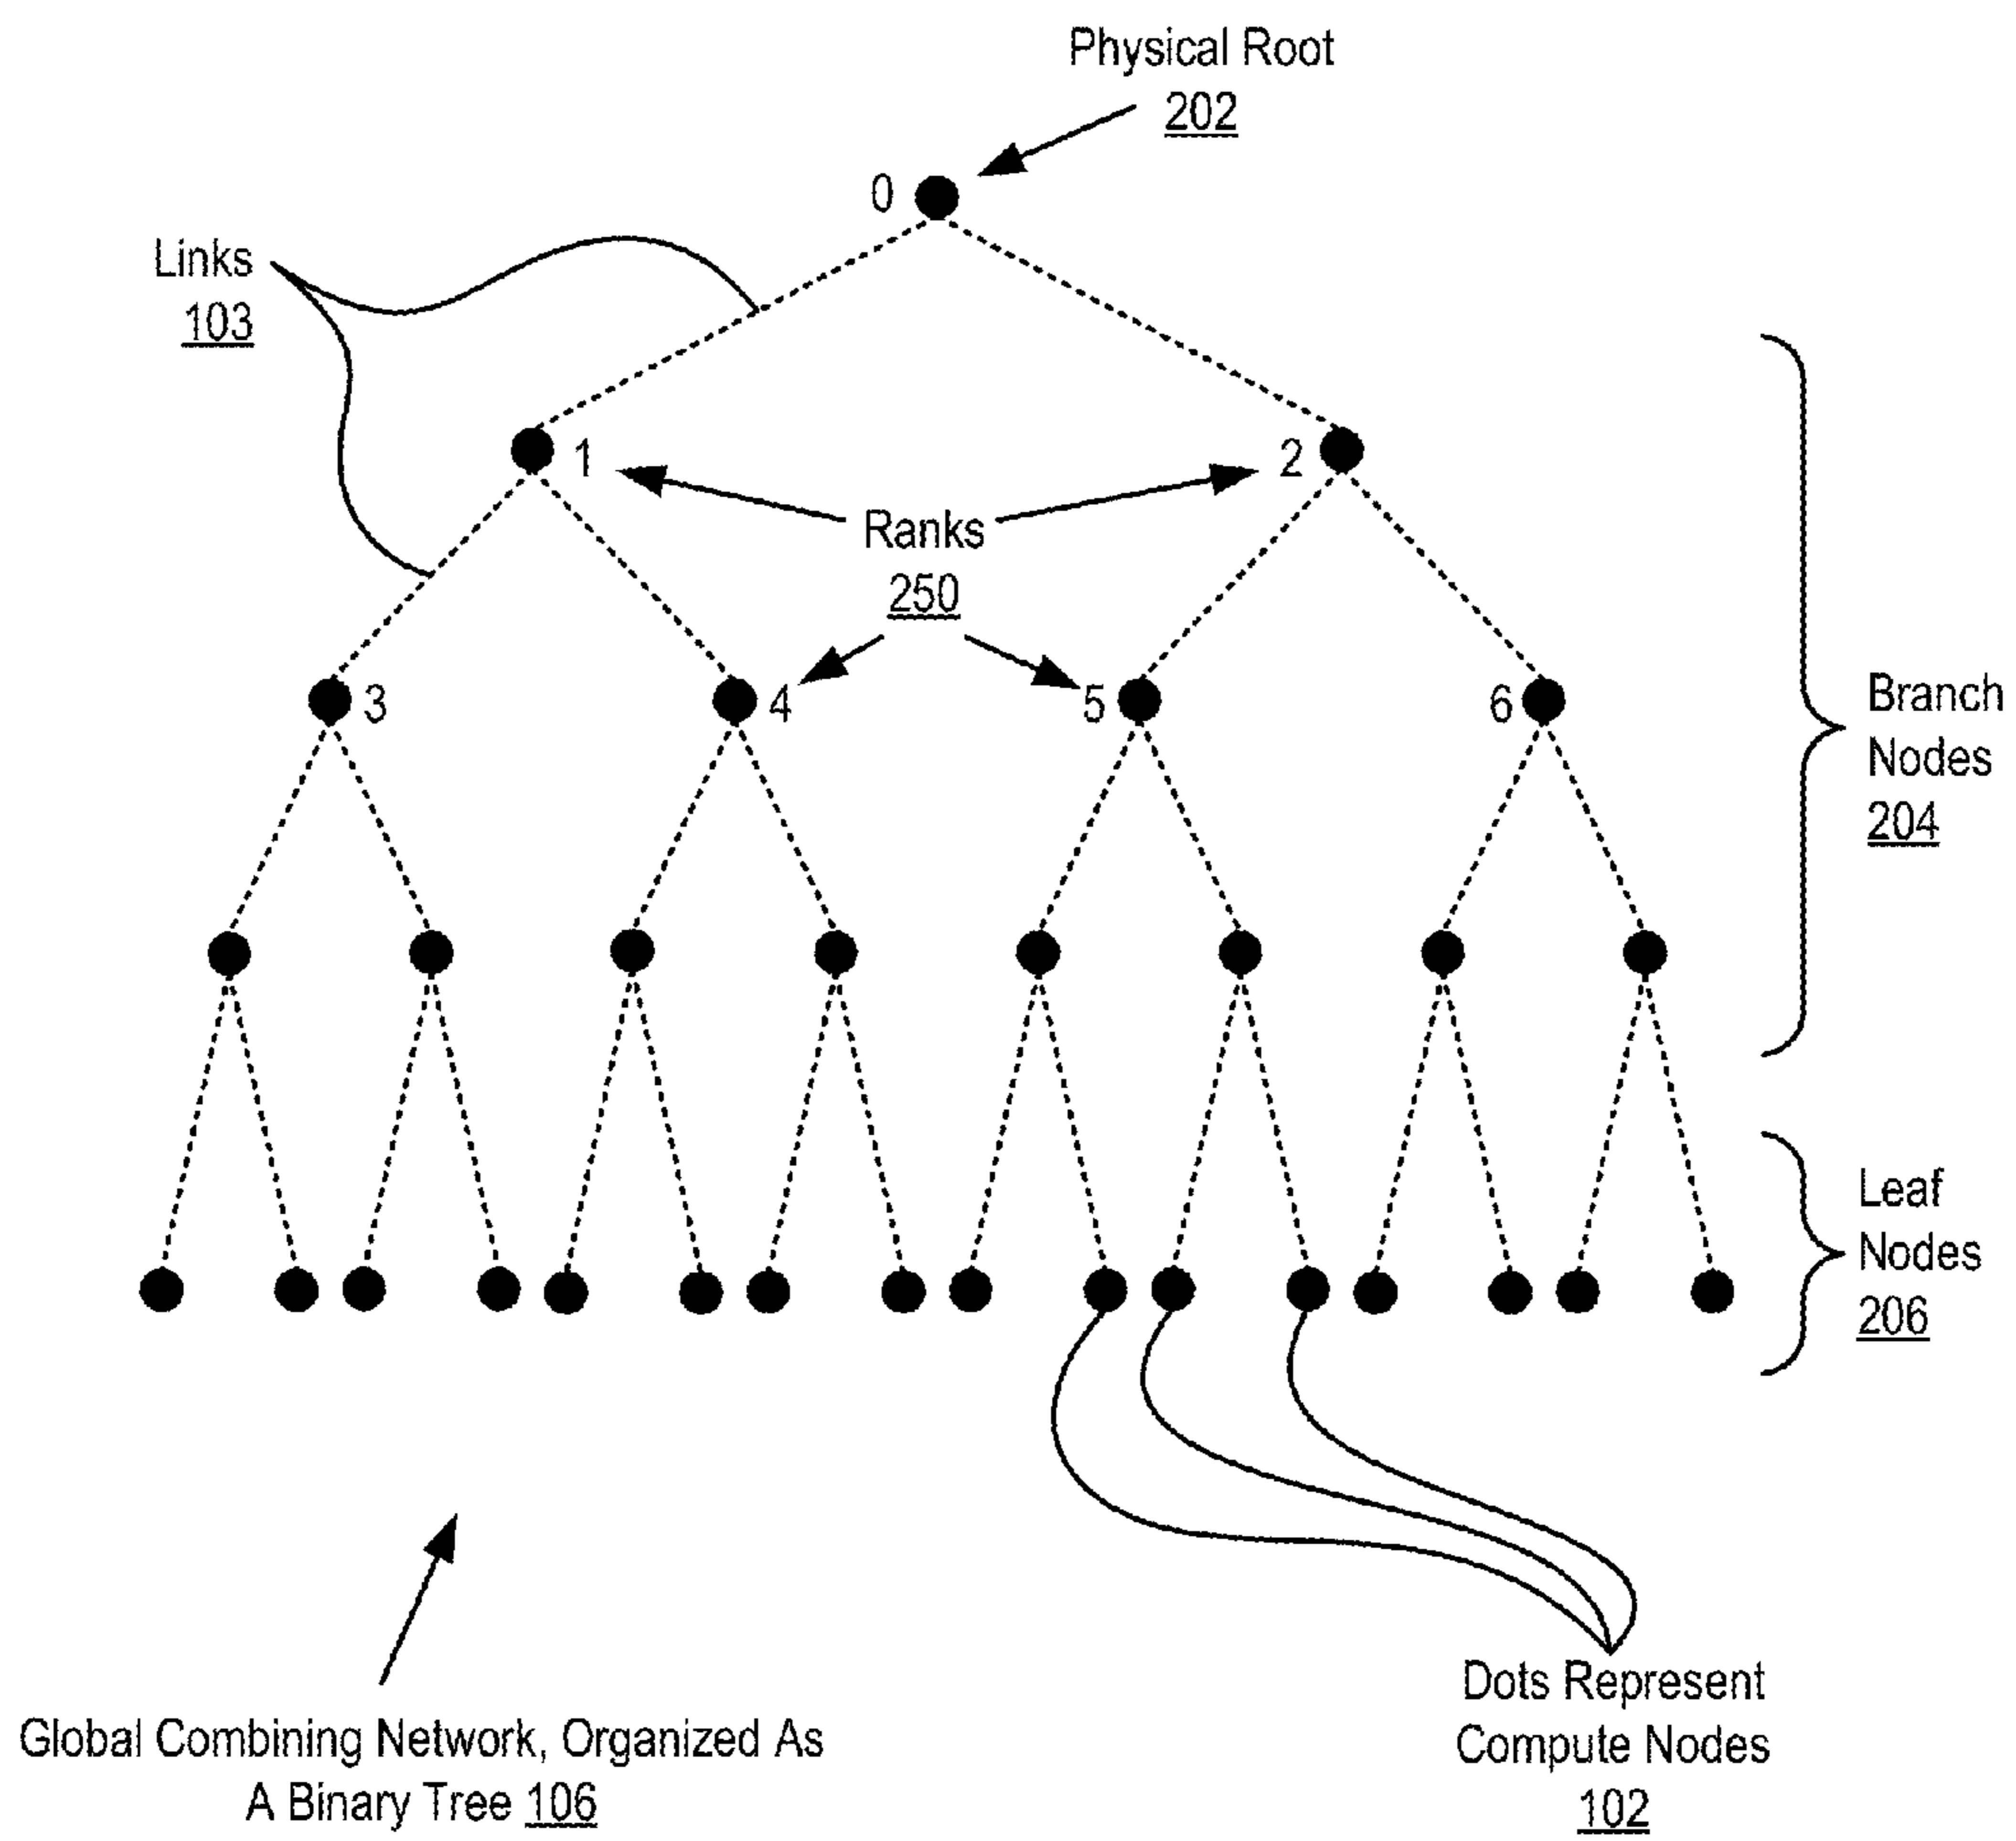 Physical Root
202
0
Links
103
1
2
Ranks
250
3
4
5
6
Branch
Nodes
204
Leaf
Nodes
206
Global Combining Network, Organized As
A Binary Tree 106
Dots Represent
Compute Nodes
102